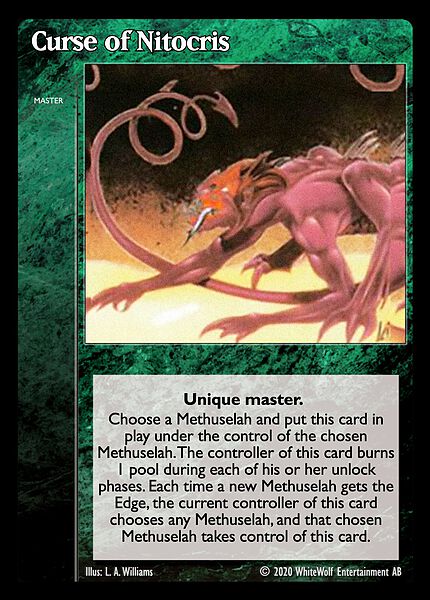 Curse of Nitocris
MASTER
Unique master.
Choose a Methuselah and put this card in
play under the control of the chosen
Methuselah. The controller of this card burns
1 pool during each of his or her unlock
phases. Each time a new Methuselah gets the
Edge, the current controller of this card
chooses any Methuselah, and that chosen
Methuselah takes control of this card.
Illus: L. A. Williams
© 2020 WhiteWolf Entertainment AB